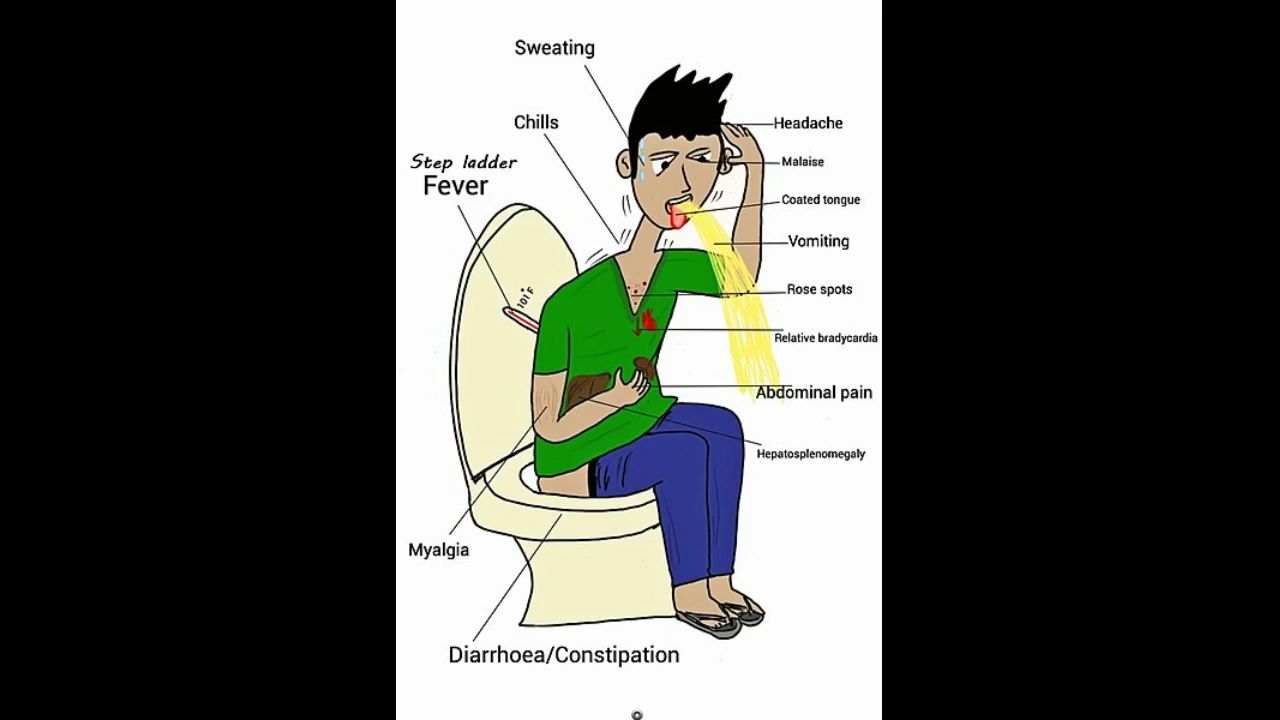 Sweating
Chills
Step ladder
Fever
101°F
Headache
Malaise
Coated tongue
Vomiting
Rose spots
Relative bradycardia
Abdominal pain
Hepatosplenomegaly
Myalgia
Diarrhoea/Constipation